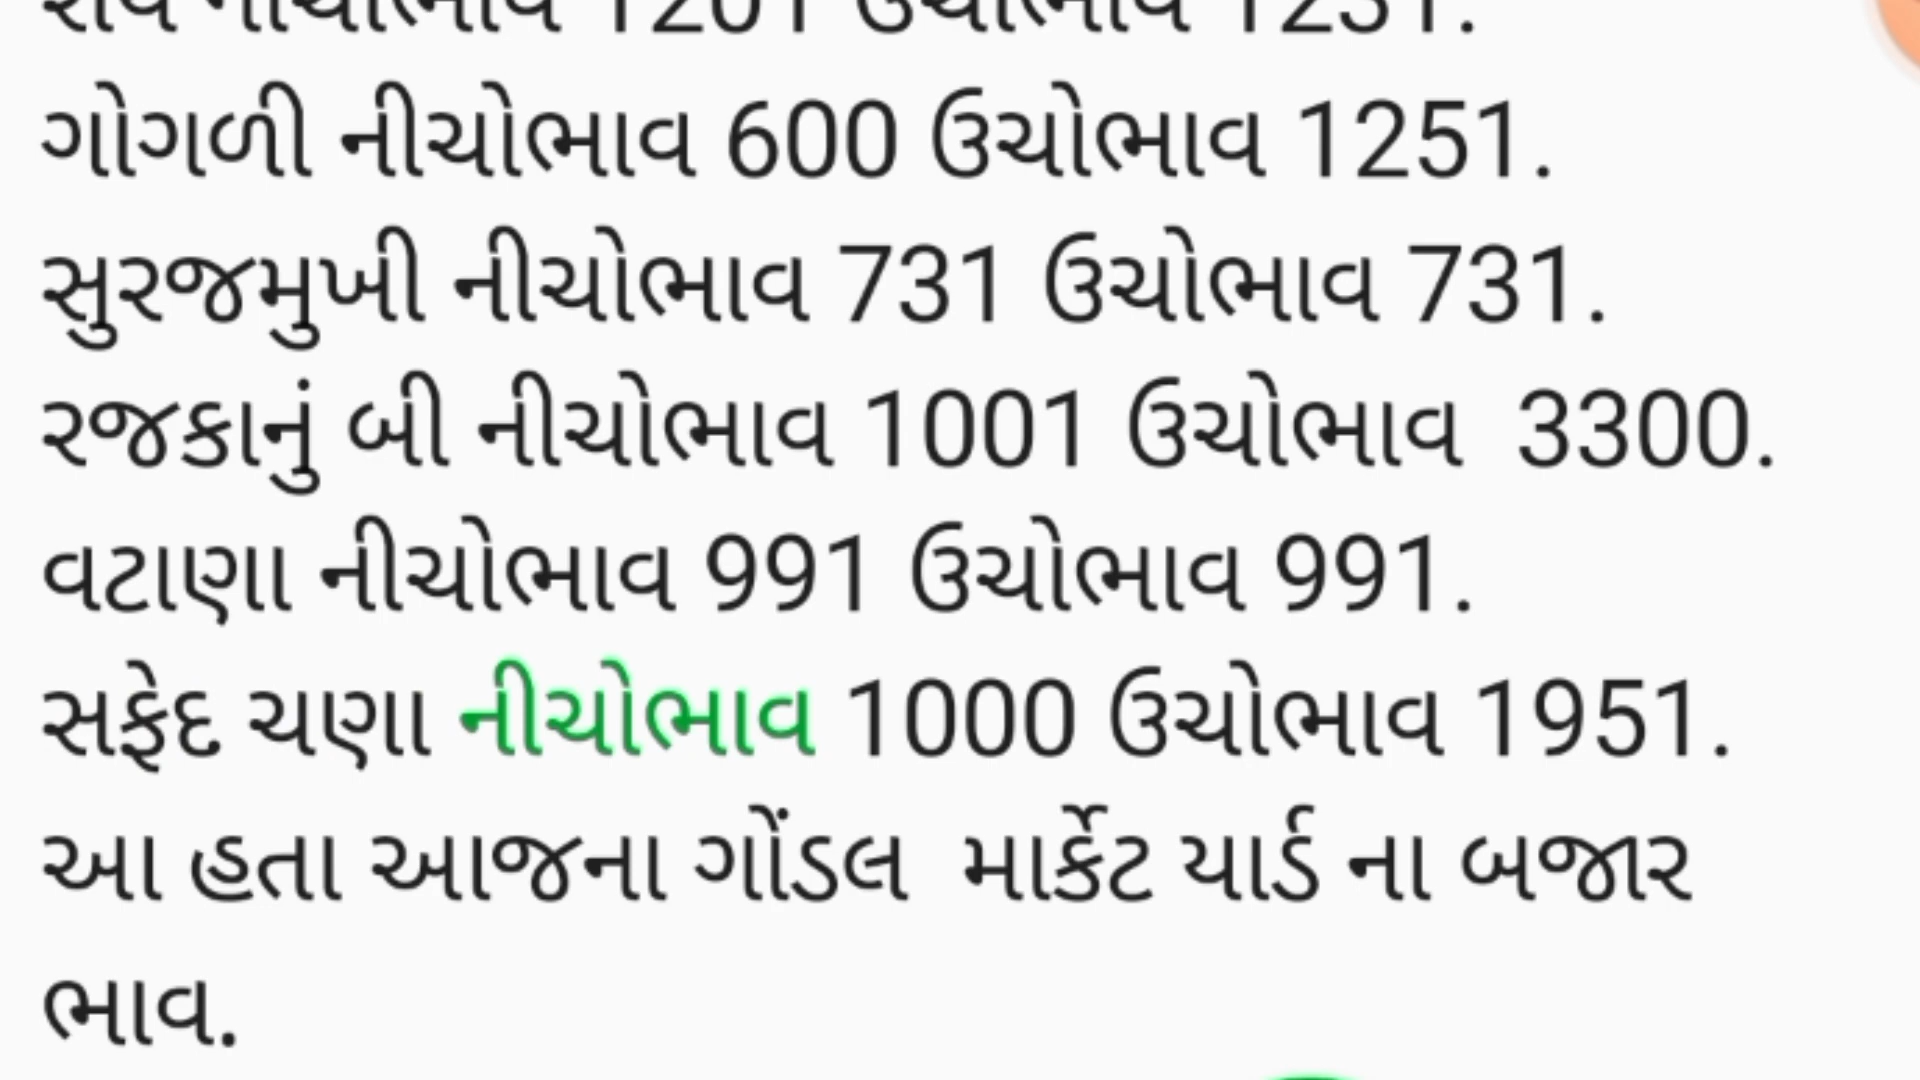 ગોગળી નીચોભાવ 600 ઉચોભાવ 1251.
સુરજમુખી નીચોભાવ 731 ઉચોભાવ 731.
રજકાનું બી નીચોભાવ 1001 ઉચોભાવ 3300.
વટાણા નીચોભાવ 991 ઉચોભાવ 991.
સફેદ ચણા નીચોભાવ 1000 ઉચોભાવ 1951.
આ હતા આજના ગોંડલ માર્કેટ યાર્ડ ના બજાર
ભાવ.